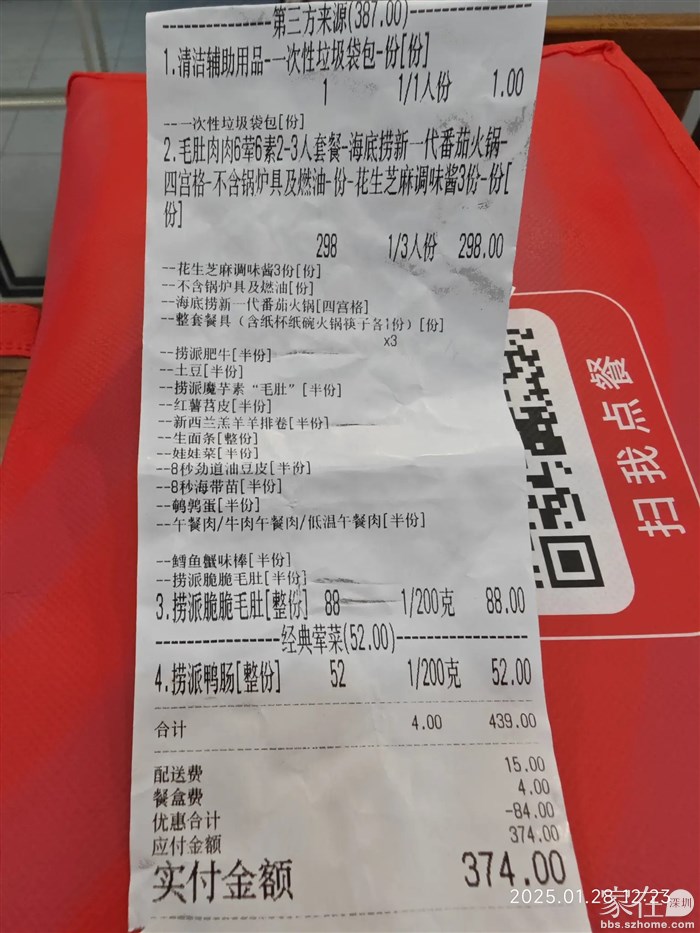 ----------------第三方来源(387.00)----------------
1.清洁辅助用品-一次性垃圾袋包-份[份]
1 1/1人份 1.00
--一次性垃圾袋包[份]
2.毛肚肉肉6荤6素2-3人套餐-海底捞新一代番茄火锅-
四宫格-不含锅炉具及燃油-份-花生芝麻调味酱3份-份[
份]
298 1/3人份 298.00
--花生芝麻调味酱3份[份]
--不含锅炉具及燃油[份]
--海底捞新一代番茄火锅[四宫格]
--整套餐具（含纸杯纸碗火锅筷子各1份）[份]
x3
--捞派肥牛[半份]
--土豆[半份]
--捞派魔芋素“毛肚”[半份]
--红薯苕皮[半份]
--新西兰羔羊羊排卷[半份]
--生面条[整份]
--娃娃菜[半份]
--8秒劲道油豆皮[半份]
--8秒海带苗[半份]
--鹌鹑蛋[半份]
--午餐肉/牛肉午餐肉/低温午餐肉[半份]
--鳕鱼蟹味棒[半份]
--捞派脆脆毛肚[半份]
3.捞派脆脆毛肚[整份] 88 1/200克 88.00
----------------经典荤菜(52.00)----------------
4.捞派鸭肠[整份] 52 1/200克 52.00
合计 4.00 439.00
配送费 15.00
餐盒费 4.00
优惠合计 -84.00
应付金额 374.00
实付金额 374.00
扫我点餐
2025.01.28 12:23
家在深圳
bbs.szhome.com